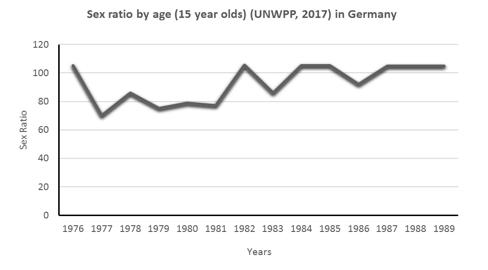 Sex ratio by age (15 year olds) (UNWPP, 2017) in Germany
120
100
80
60
40
20
0
Sex Ratio
1976 1977 1978 1979 1980 1981 1982 1983 1984 1985 1986 1987 1988 1989
Years